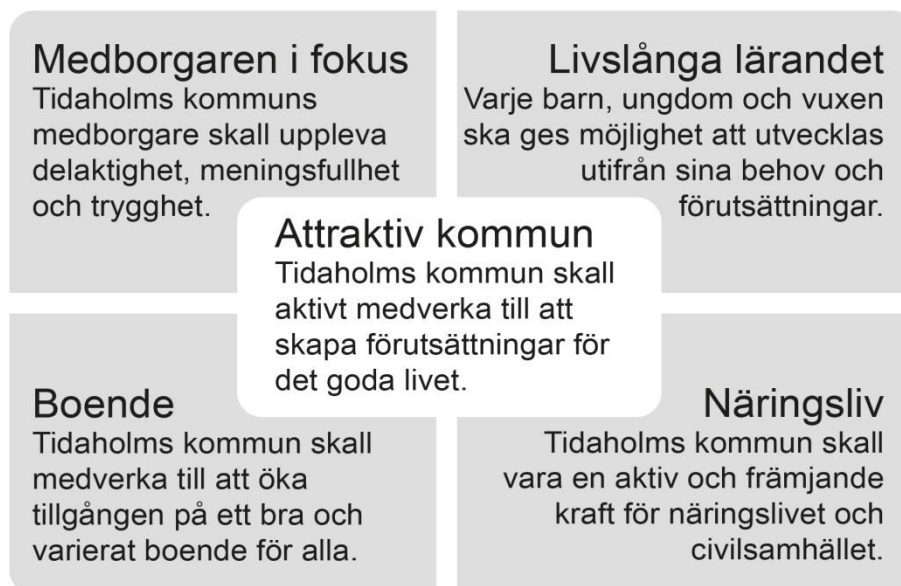 Medborgaren i fokus
Tidaholms kommuns
medborgare skall uppleva
delaktighet, meningsfullhet
och trygghet.
Livslånga lärandet
Varje barn, ungdom och vuxen
ska ges möjlighet att utvecklas
utifrån sina behov och
förutsättningar.
Attraktiv kommun
Tidaholms kommun skall
aktivt medverka till att
skapa förutsättningar för
det goda livet.
Boende
Tidaholms kommun skall
medverka till att öka
tillgången på ett bra och
varierat boende för alla.
Näringsliv
Tidaholms kommun skall
vara en aktiv och främjande
kraft för näringslivet och
civilsamhället.